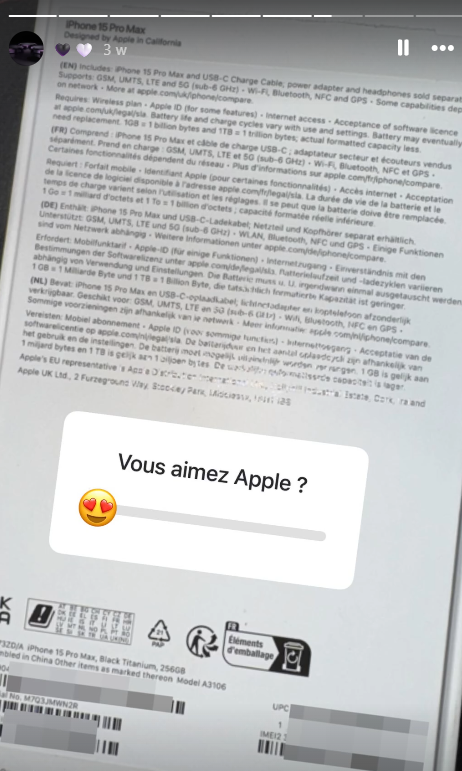 iPhone 15 Pro Max
Designed by Apple in California
3 w
(EN) Includes: iPhone 15 Pro Max and USB-C Charge Cable; power adapter and headphones sold separat
Supports: GSM, UMTS, LTE and 5G (sub-6 GHz) • Wi-Fi, Bluetooth, NFC and GPS • Some capabilities dep
on network • More at apple.com/uk/iphone/compare.
Requires: Wireless plan • Apple ID (for some features) • Internet access • Acceptance of software licence
at apple.com/uk/legal/sla. Battery life and charge cycles vary with use and settings. Battery may eventually
need replacement. 1GB = 1 billion bytes and 1TB = 1 trillion bytes; actual formatted capacity less.
(FR) Comprend : iPhone 15 Pro Max et câble de charge USB-C ; adaptateur secteur et écouteurs vendus
séparément. Prend en charge : GSM, UMTS, LTE et 5G (sub-6 GHz) • Wi-Fi, Bluetooth, NFC et GPS •
Certaines fonctionnalités dépendent du réseau • Plus d'informations sur apple.com/fr/iphone/compare.
Requiert : Forfait mobile • Identifiant Apple (pour certaines fonctionnalités) • Accès internet • Acceptation
de la licence de logiciel disponible à l'adresse apple.com/fr/legal/sla. La durée de vie de la batterie et le
temps de charge varient selon l'utilisation et les réglages. Il se peut que la batterie doive être remplacée.
1 Go = 1 milliard d'octets et 1 To = 1 billion d'octets ; capacité formatée réelle inférieure.
(DE) Enthält: iPhone 15 Pro Max und USB-C-Ladekabel; Netzteil und Kopfhörer separat erhältlich.
Unterstützt: GSM, UMTS, LTE und 5G (sub-6 GHz) • WLAN, Bluetooth, NFC und GPS • Einige Funktionen
sind vom Netzwerk abhängig • Weitere Informationen unter apple.com/de/iphone/compare.
Erfordert: Mobilfunktarif • Apple-ID (für einige Funktionen) • Internetzugang • Einverständnis mit den
Bestimmungen der Softwarelizenz unter apple.com/de/legal/sla. Batterielaufzeit und -ladezyklen variieren
abhängig von Verwendung und Einstellungen. Die Batterie muss u. U. irgendwann einmal ausgetauscht werden
1 GB = 1 Milliarde Byte und 1 TB = 1 Billion Byte, die tatsächlich formatierte Kapazität ist geringer.
(NL) Bevat: iPhone 15 Pro Max en USB-C-oplaadkabel; lichtnetadapter en koptelefoon afzonderlijk
verkrijgbaar. Geschikt voor: GSM, UMTS, LTE en 5G (sub-6 GHz) • Wifi, Bluetooth, NFC en GPS •
Sommige voorzieningen zijn afhankelijk van je netwerk • Meer informatie: apple.com/nl/iphone/compare.
Vereisten: Mobiel abonnement • Apple ID (voor sommige functies) • Internettoegang • Acceptatie van de
softwarelicentie op apple.com/nl/legal/sla. De batterijduur en het aantal oplaadcycli zijn afhankelijk van
het gebruik en de instellingen. De batterij moet mogelijk uiteindelijk worden vervangen. 1 GB is gelijk aan
1 miljard bytes en 1 TB is gelijk aan 1 biljoen bytes. De werkelijke geformatteerde capaciteit is lager.
Apple's EU representative is Apple Distribution International Industrial Estate, Cork, Ireland
Apple UK Ltd., 2 Furzeground Way, Stockley Park, Middlesex, UB11 1BB
Vous aimez Apple ?
21
PAP
FR
Éléments
d'emballage
iPhone 15 Pro Max, Black Titanium, 256GB
mbled in China Other items as marked thereon Model A3106
ial No. M7Q3JMWN2R
UPC
1
IMEI2